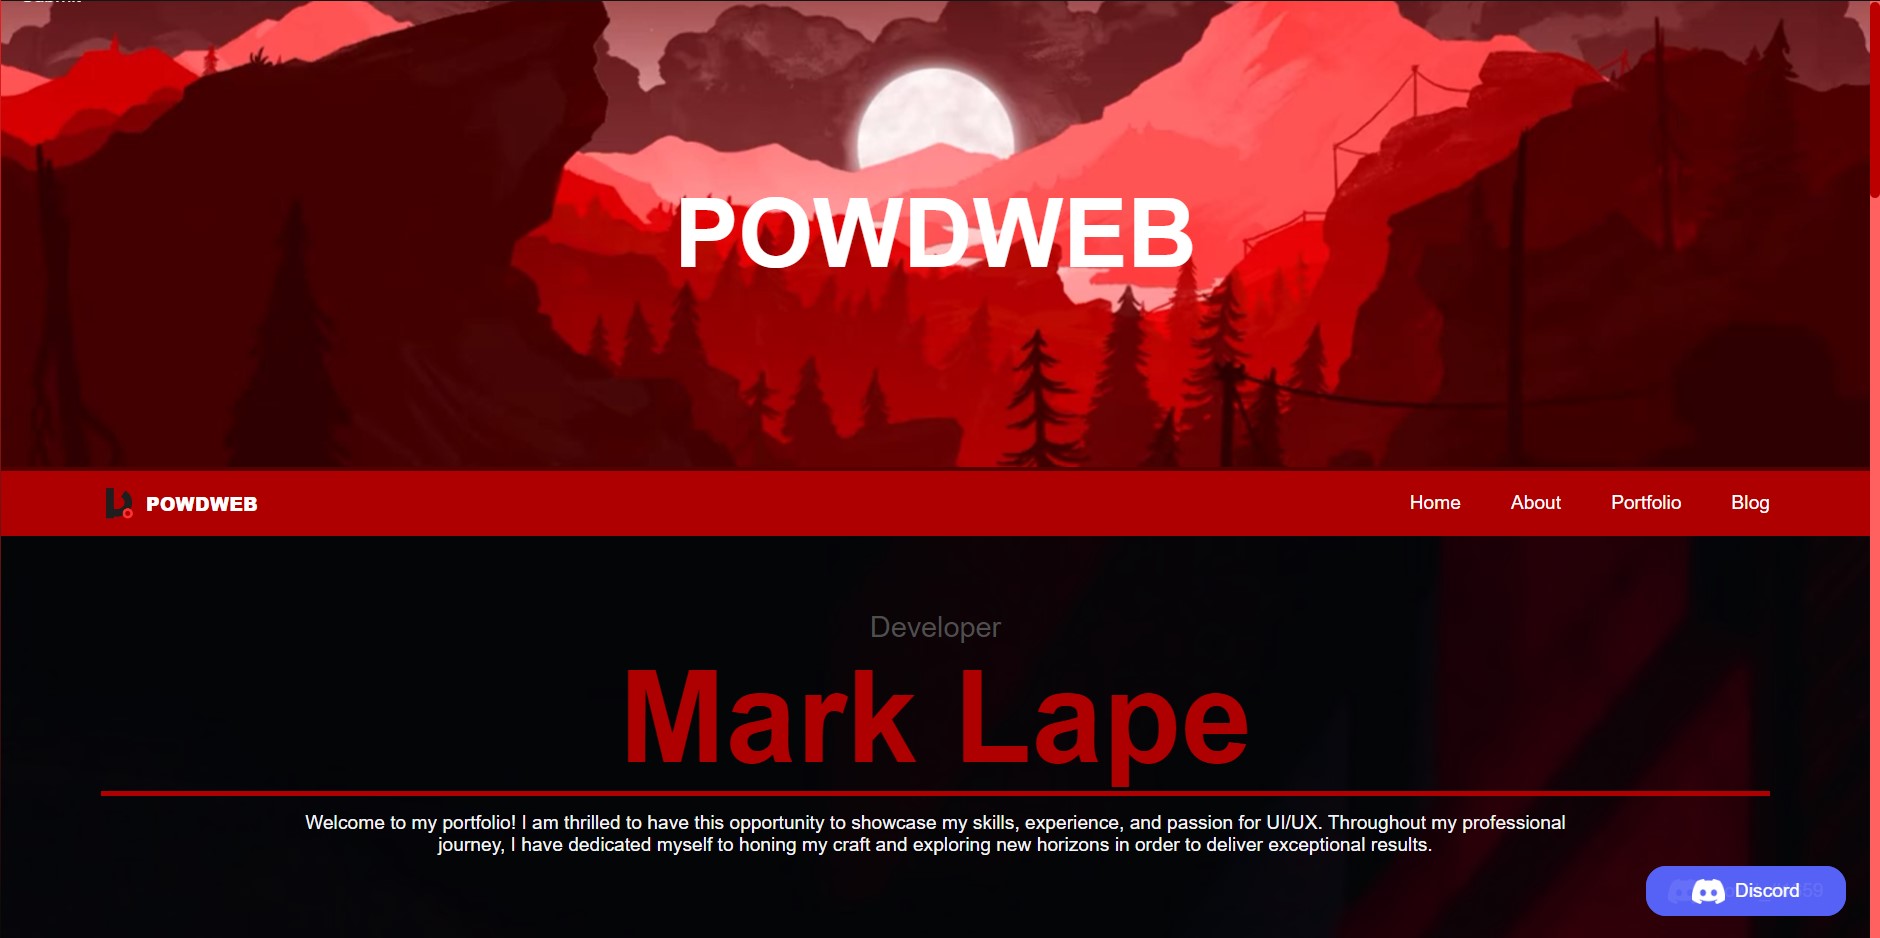 POWDWEB
POWDWEB
Home
About
Portfolio
Blog
Developer
Mark Lape
Welcome to my portfolio! I am thrilled to have this opportunity to showcase my skills, experience, and passion for UI/UX. Throughout my professional
journey, I have dedicated myself to honing my craft and exploring new horizons in order to deliver exceptional results.
Discord